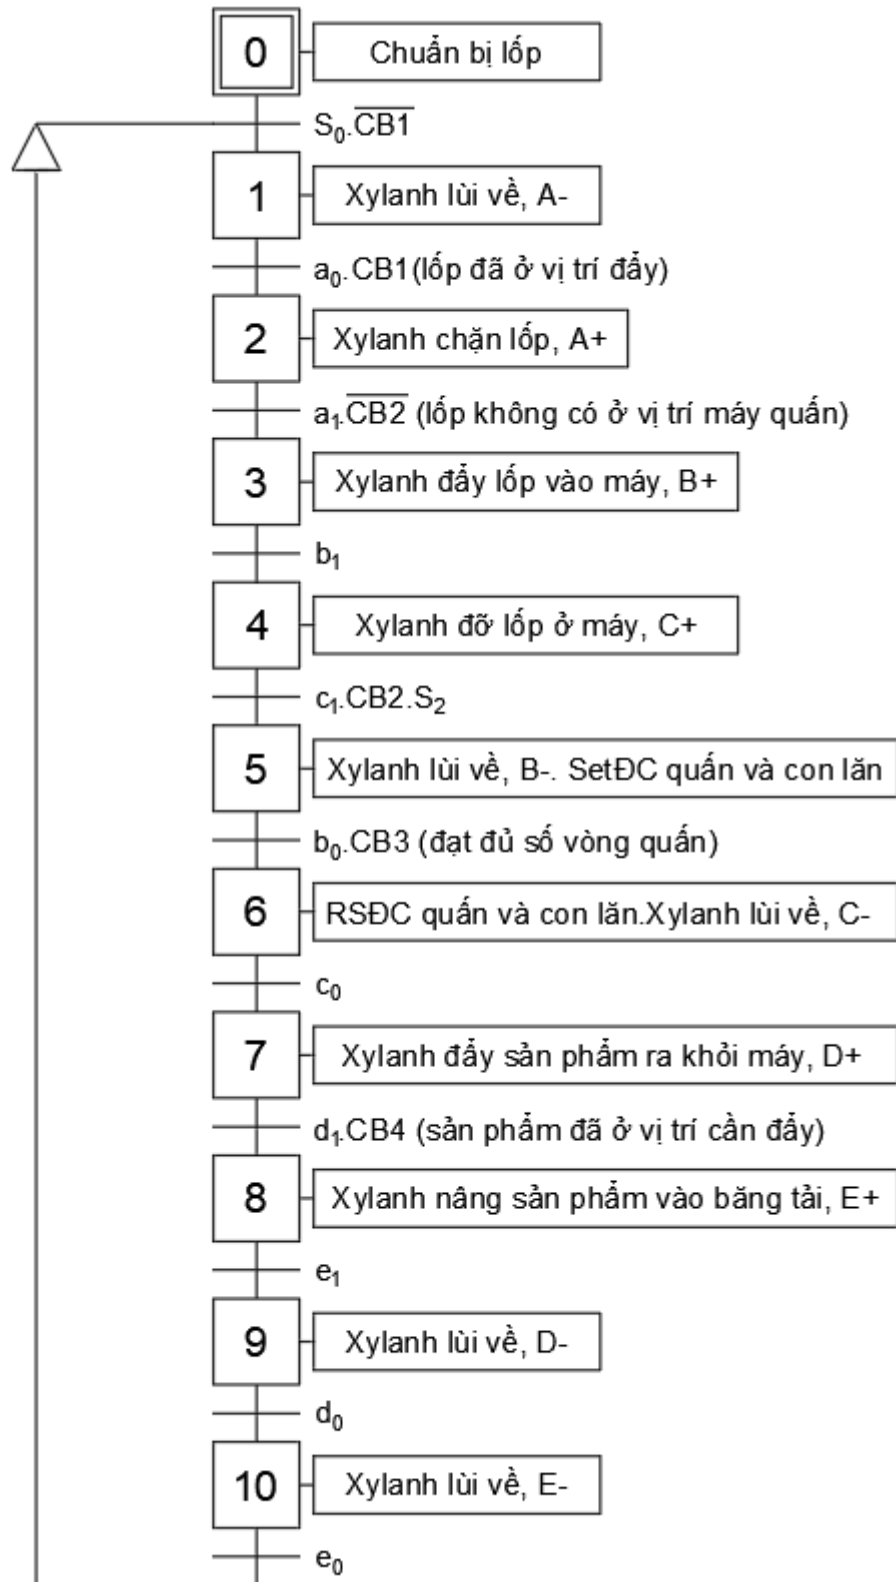 0
Chuẩn bị lốp
S₀.C̅B̅1̅
1
Xylanh lùi về, A-
a₀.CB1(lốp đã ở vị trí đẩy)
2
Xylanh chặn lốp, A+
a₁.C̅B̅2̅ (lốp không có ở vị trí máy quấn)
3
Xylanh đẩy lốp vào máy, B+
b₁
4
Xylanh đỡ lốp ở máy, C+
c₁.CB2.S₂
5
Xylanh lùi về, B-. SetĐC quấn và con lăn
b₀.CB3 (đạt đủ số vòng quấn)
6
RSĐC quấn và con lăn.Xylanh lùi về, C-
c₀
7
Xylanh đẩy sản phẩm ra khỏi máy, D+
d₁.CB4 (sản phẩm đã ở vị trí cần đẩy)
8
Xylanh nâng sản phẩm vào băng tải, E+
e₁
9
Xylanh lùi về, D-
d₀
10
Xylanh lùi về, E-
e₀